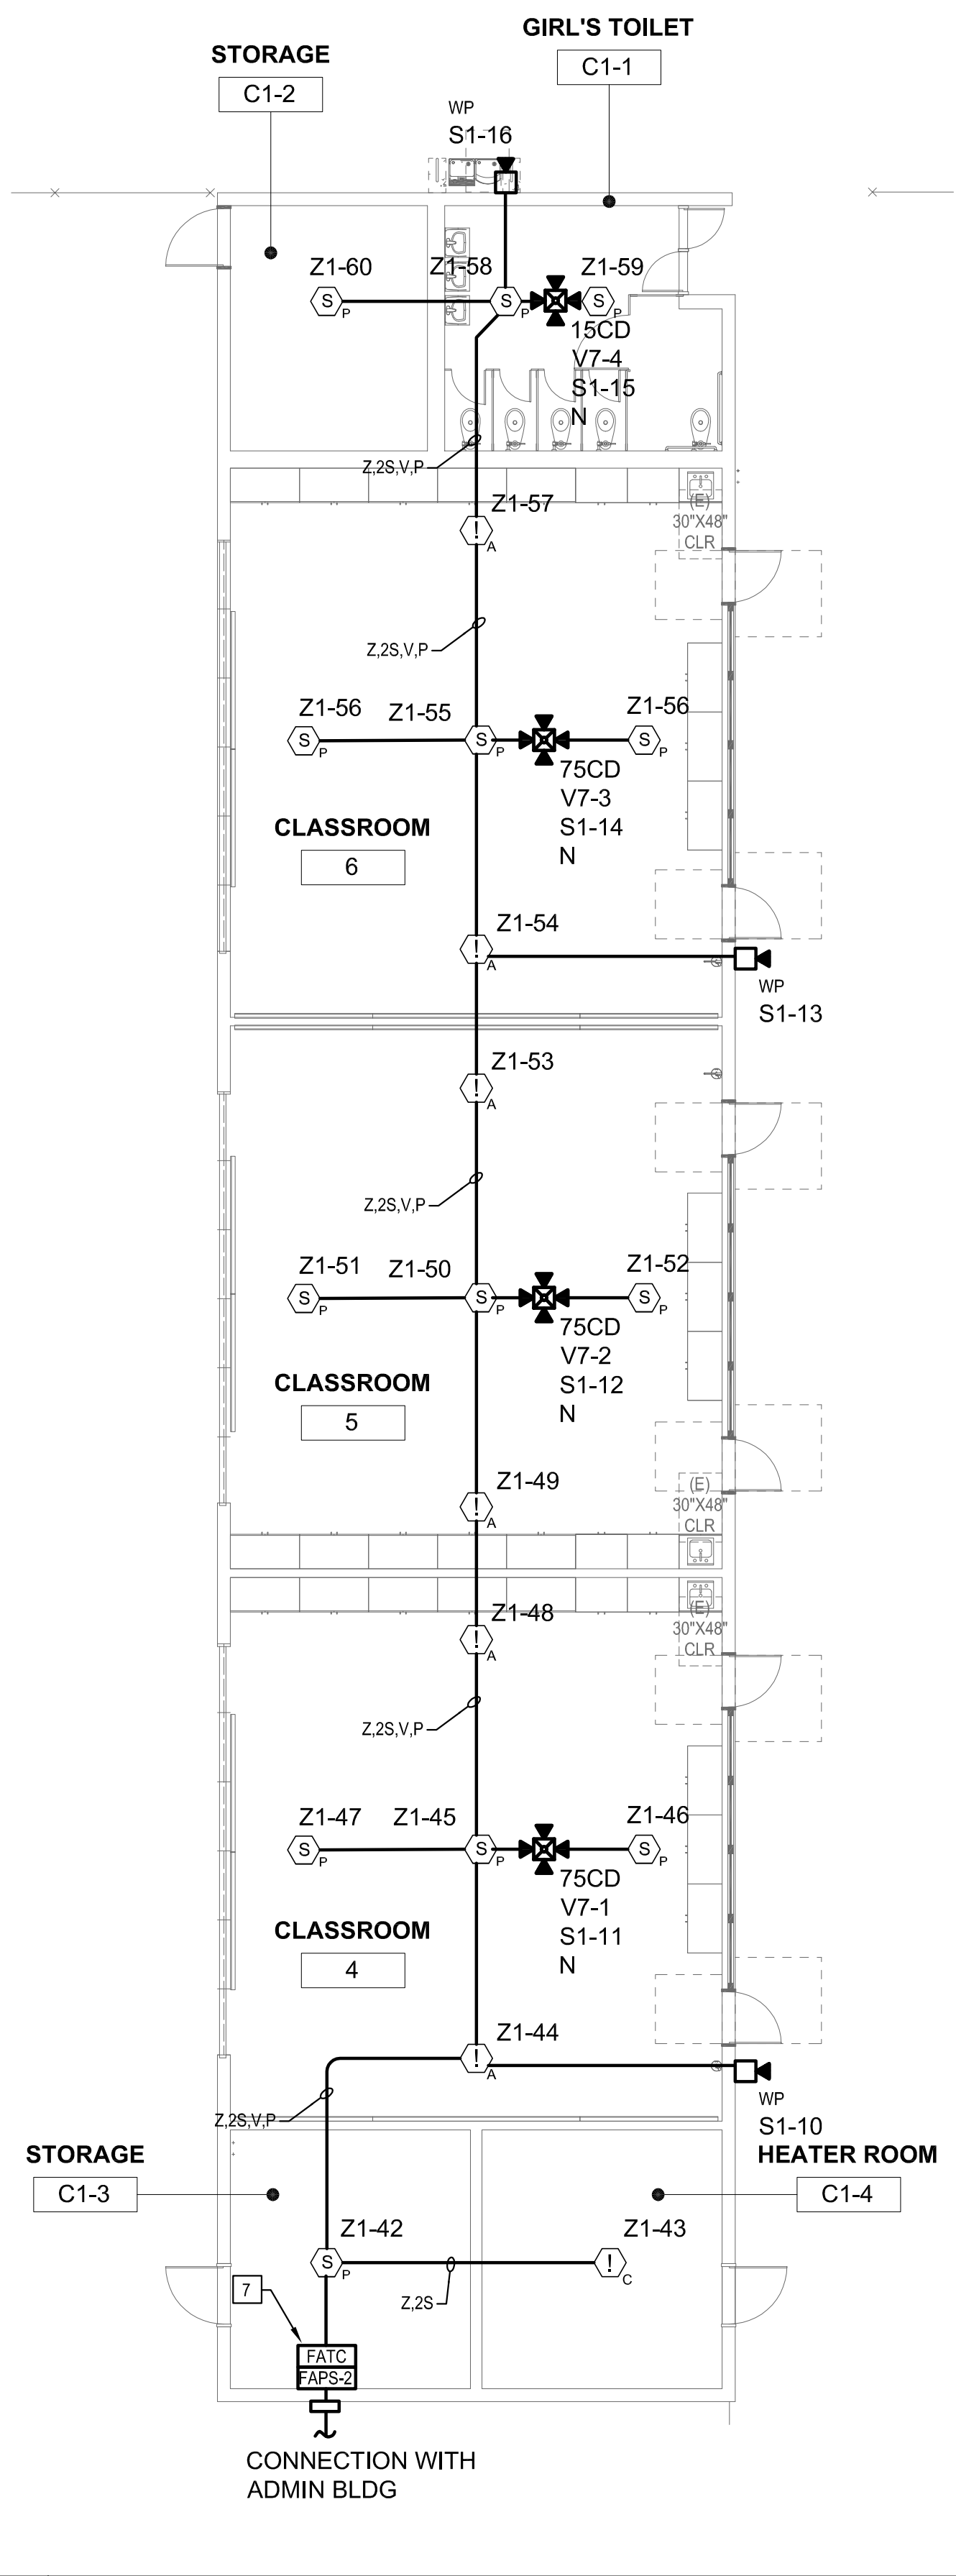 GIRL'S TOILET
C1-1
STORAGE
C1-2
WP
S1-16
Z1-60
S
P
Z1-58
S
P
Z1-59
S
P
15CD
V7-4
S1-15
N
Z,2S,V,P
Z1-57
!
A
(E)
30"X48"
CLR
Z,2S,V,P
Z1-56
S
P
Z1-55
S
P
Z1-56
S
P
75CD
V7-3
S1-14
N
CLASSROOM
6
Z1-54
!
A
WP
S1-13
Z1-53
!
A
Z,2S,V,P
Z1-51
S
P
Z1-50
S
P
Z1-52
S
P
75CD
V7-2
S1-12
N
CLASSROOM
5
Z1-49
!
A
(E)
30"X48"
CLR
Z1-48
!
A
(E)
30"X48"
CLR
Z,2S,V,P
Z1-47
S
P
Z1-45
S
P
Z1-46
S
P
75CD
V7-1
S1-11
N
CLASSROOM
4
Z1-44
!
A
WP
S1-10
Z,2S,V,P
STORAGE
C1-3
HEATER ROOM
C1-4
Z1-42
S
P
Z1-43
!
C
Z,2S
7
FATC
FAPS-2
CONNECTION WITH
ADMIN BLDG